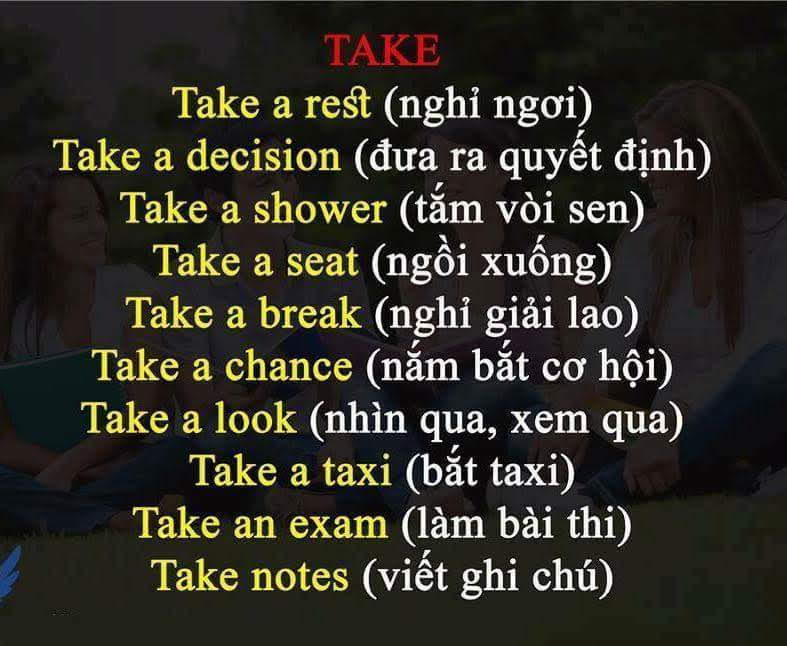 TAKE
Take a rest (nghỉ ngơi)
Take a decision (đưa ra quyết định)
Take a shower (tắm vòi sen)
Take a seat (ngồi xuống)
Take a break (nghỉ giải lao)
Take a chance (nắm bắt cơ hội)
Take a look (nhìn qua, xem qua)
Take a taxi (bắt taxi)
Take an exam (làm bài thi)
Take notes (viết ghi chú)